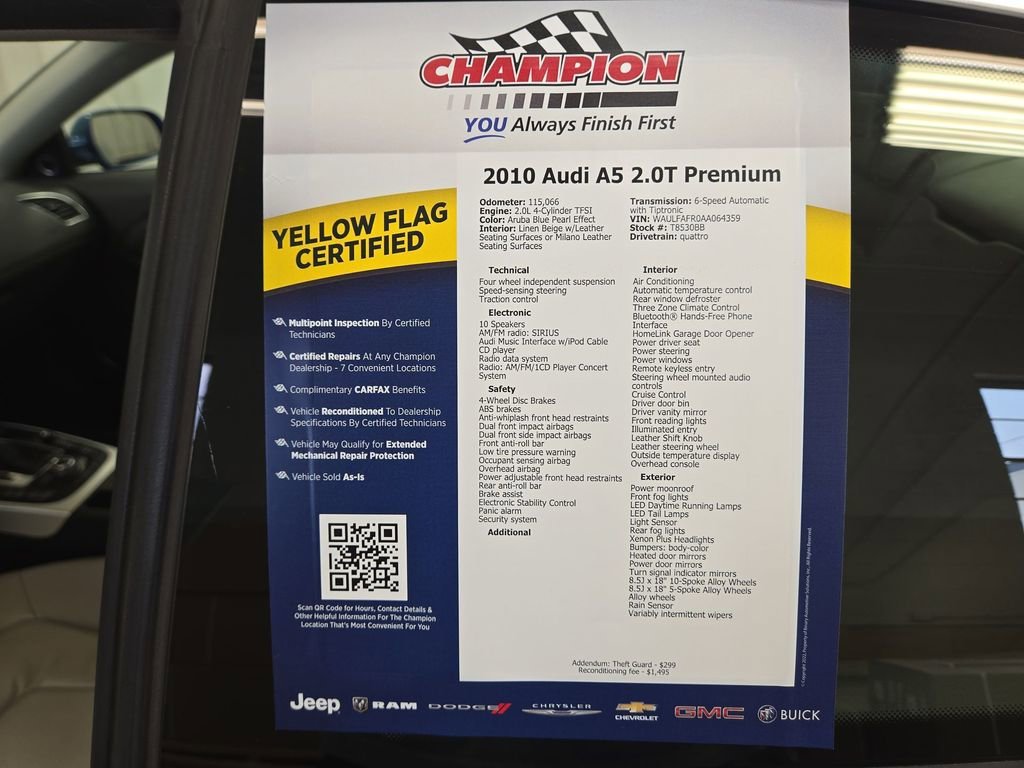 CHAMPION
YOU Always Finish First
2010 Audi A5 2.0T Premium
YELLOW FLAG
CERTIFIED
Odometer: 115,066
Engine: 2.0L 4-Cylinder TFSI
Color: Aruba Blue Pearl Effect
Interior: Linen Beige w/Leather
Seating Surfaces or Milano Leather
Seating Surfaces
Transmission: 6-Speed Automatic
with Tiptronic
VIN: WAULFAFR0AA064359
Stock #: T8530BB
Drivetrain: quattro
Technical
Four wheel independent suspension
Speed-sensing steering
Traction control
Electronic
10 Speakers
AM/FM radio: SIRIUS
Audi Music Interface w/iPod Cable
CD player
Radio data system
Radio: AM/FM/1CD Player Concert
System
Safety
4-Wheel Disc Brakes
ABS brakes
Anti-whiplash front head restraints
Dual front impact airbags
Dual front side impact airbags
Front anti-roll bar
Low tire pressure warning
Occupant sensing airbag
Overhead airbag
Power adjustable front head restraints
Rear anti-roll bar
Brake assist
Electronic Stability Control
Panic alarm
Security system
Additional
Interior
Air Conditioning
Automatic temperature control
Rear window defroster
Three Zone Climate Control
Bluetooth® Hands-Free Phone
Interface
HomeLink Garage Door Opener
Power driver seat
Power steering
Power windows
Remote keyless entry
Steering wheel mounted audio
controls
Cruise Control
Driver door bin
Driver vanity mirror
Front reading lights
Illuminated entry
Leather Shift Knob
Leather steering wheel
Outside temperature display
Overhead console
Exterior
Power moonroof
Front fog lights
LED Daytime Running Lamps
LED Tail Lamps
Light Sensor
Rear fog lights
Xenon Plus Headlights
Bumpers: body-color
Heated door mirrors
Power door mirrors
Turn signal indicator mirrors
8.5J x 18" 10-Spoke Alloy Wheels
8.5J x 18" 5-Spoke Alloy Wheels
Alloy wheels
Rain Sensor
Variably intermittent wipers
Multipoint Inspection By Certified
Technicians
Certified Repairs At Any Champion
Dealership - 7 Convenient Locations
Complimentary CARFAX Benefits
Vehicle Reconditioned To Dealership
Specifications By Certified Technicians
Vehicle May Qualify for Extended
Mechanical Repair Protection
Vehicle Sold As-Is
Scan QR Code for Hours, Contact Details &
Other Helpful Information For The Champion
Location That's Most Convenient For You
Addendum: Theft Guard - $299
Reconditioning fee - $1,495
© Copyright 2022, Property of Binary Automotive Solutions, Inc., All Rights Reserved.
Jeep RAM DODGE CHRYSLER CHEVROLET GMC BUICK